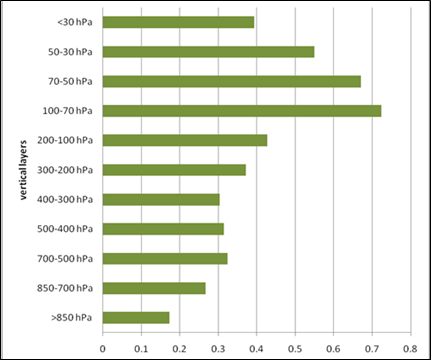 <30 hPa
50-30 hPa
70-50 hPa
100-70 hPa
200-100 hPa
300-200 hPa
400-300 hPa
500-400 hPa
700-500 hPa
850-700 hPa
>850 hPa
vertical layers
0 0.1 0.2 0.3 0.4 0.5 0.6 0.7 0.8